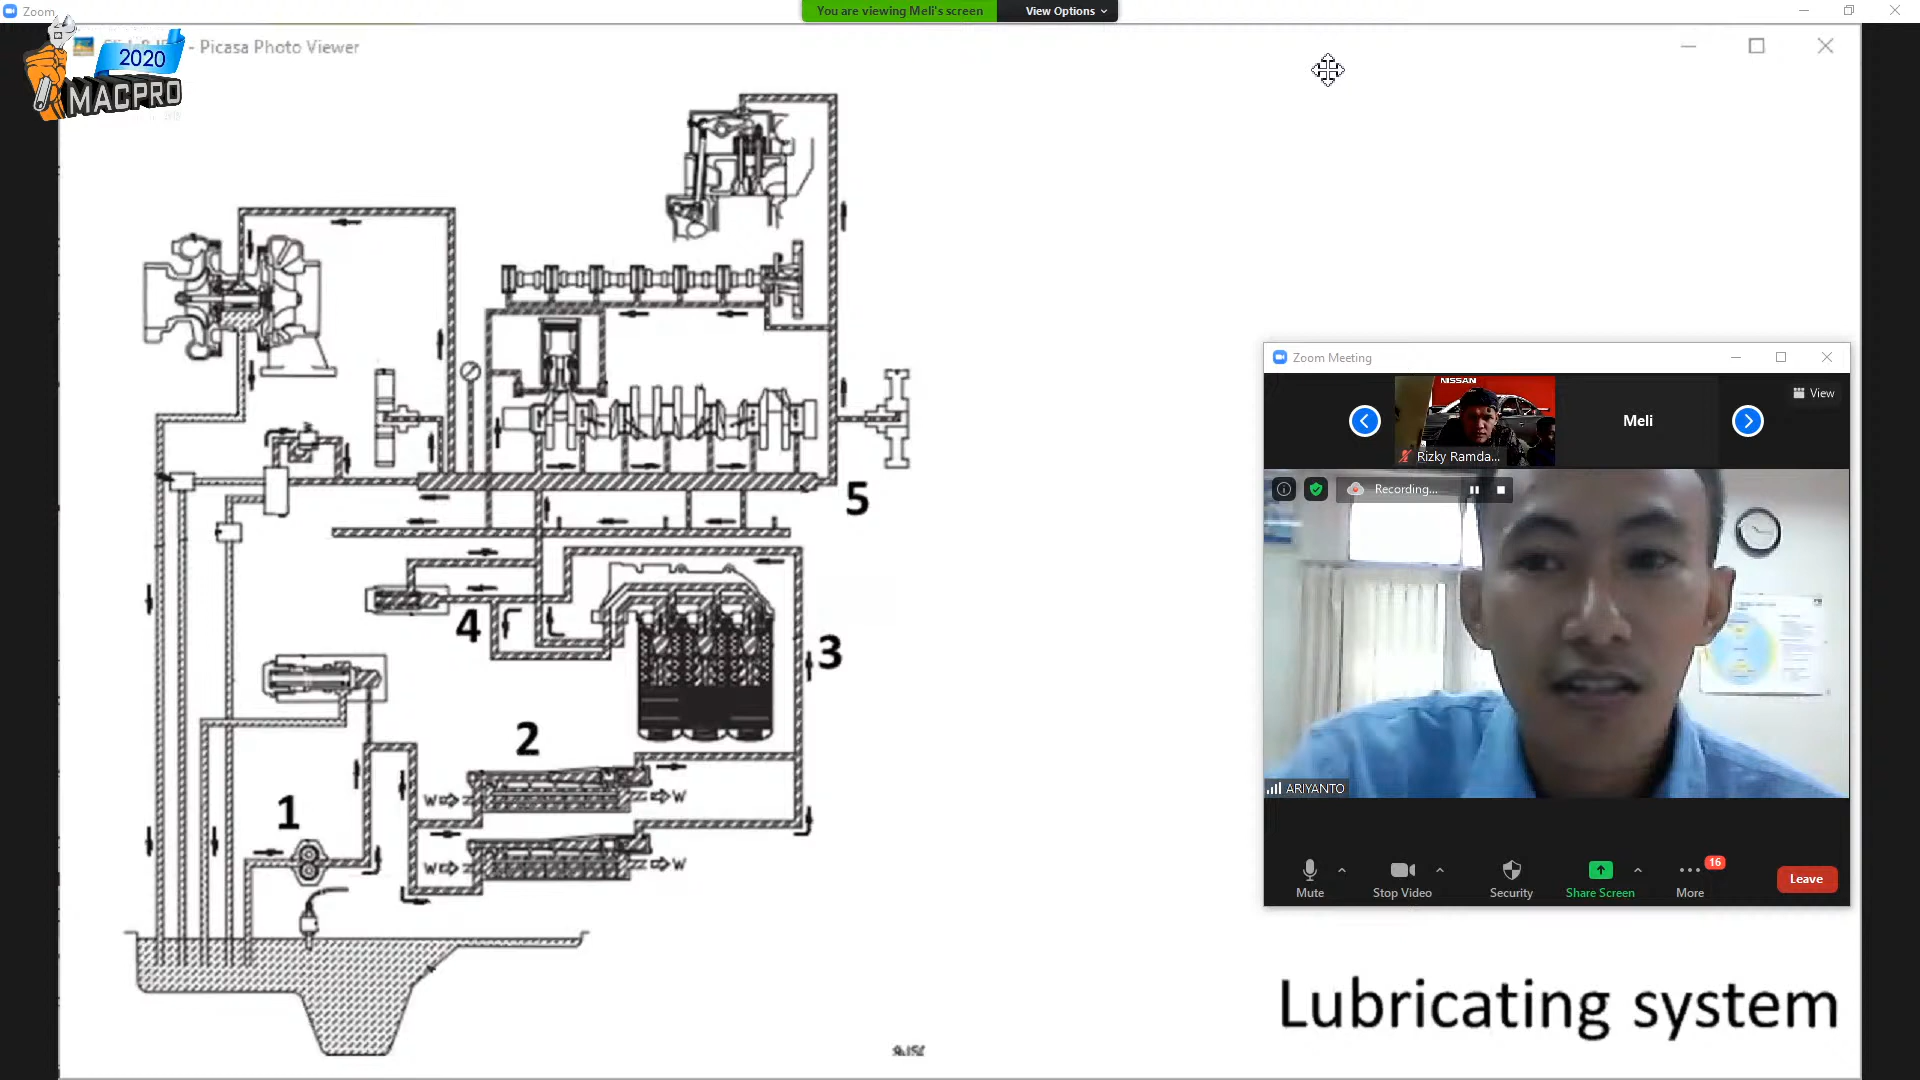 Zoom
You are viewing Meli's screen
View Options
2020
MACPRO
- Picasa Photo Viewer
5
4
3
2
1
W
W
W
W
Zoom Meeting
NISSAN
Rizky Ramda...
Meli
View
Recording...
ARIYANTO
Mute
Stop Video
Security
Share Screen
16
More
Leave
Lubricating system